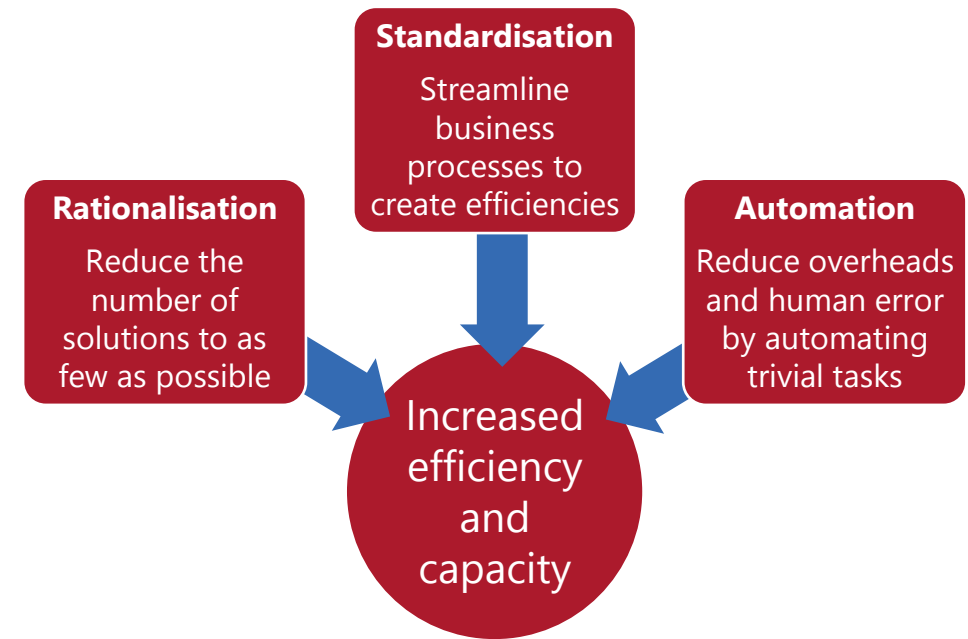 Standardisation
Streamline
business
processes to
create efficiencies
Rationalisation
Reduce the
number of
solutions to as
few as possible
Automation
Reduce overheads
and human error
by automating
trivial tasks
Increased
efficiency
and
capacity